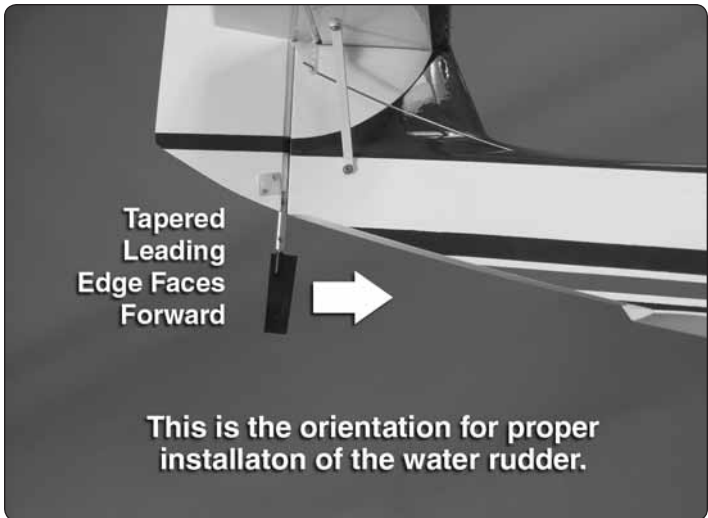 Tapered
Leading
Edge Faces
Forward
This is the orientation for proper
installaton of the water rudder.